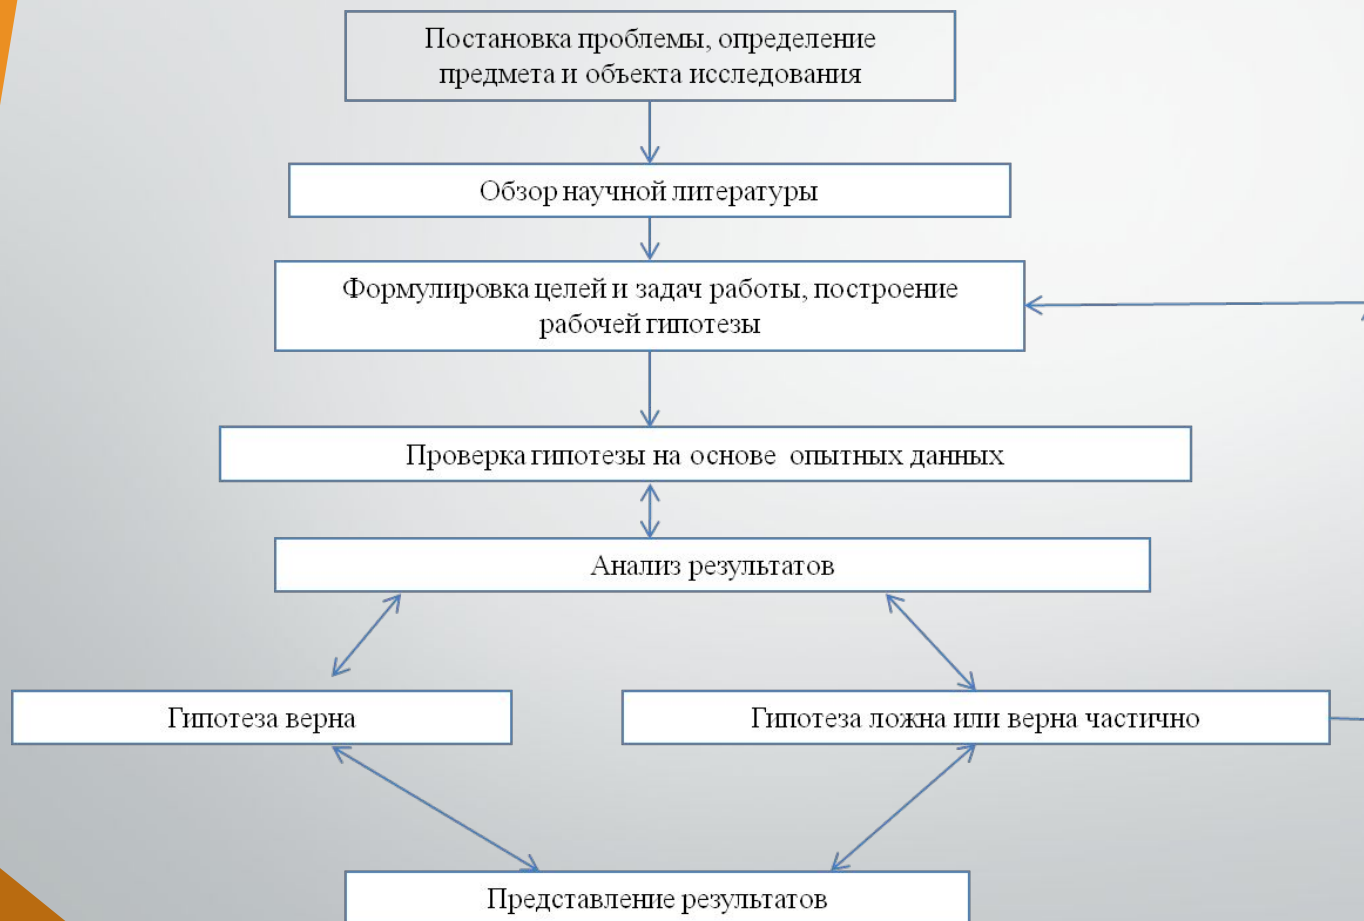 Постановка проблемы, определение
предмета и объекта исследования
Обзор научной литературы
Формулировка целей и задач работы, построение
рабочей гипотезы
Проверка гипотезы на основе опытных данных
Анализ результатов
Гипотеза верна
Гипотеза ложна или верна частично
Представление результатов